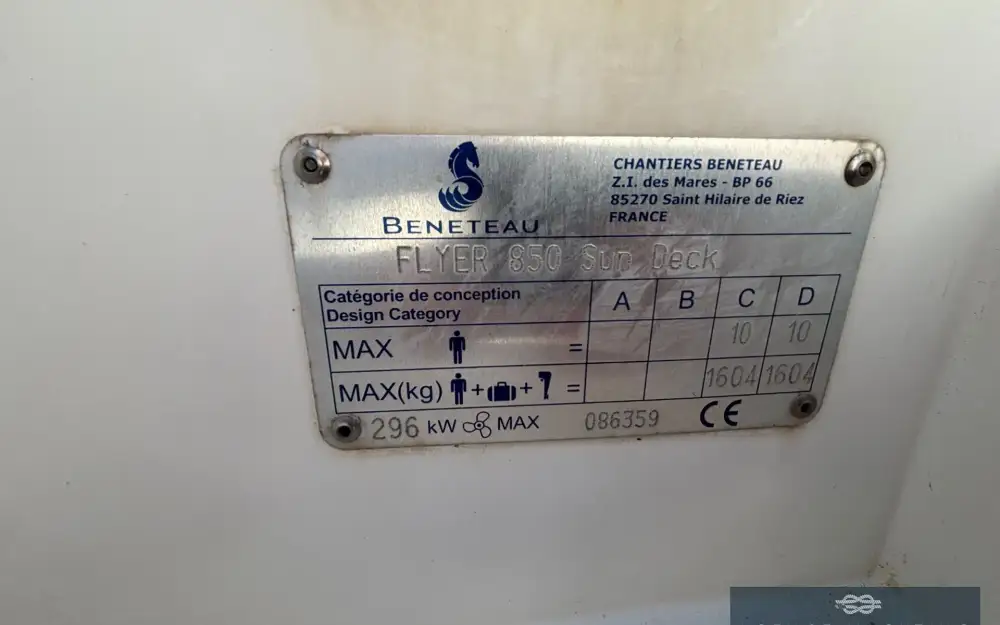 CHANTIERS BENETEAU
Z.I. des Mares - BP 66
85270 Saint Hilaire de Riez
FRANCE
BENETEAU
FLYER 850 Sun Deck
Catégorie de conception A B C D
Design Category
MAX = 10 10
MAX(kg) + + = 1604 1604
296 kW MAX 086359 CE